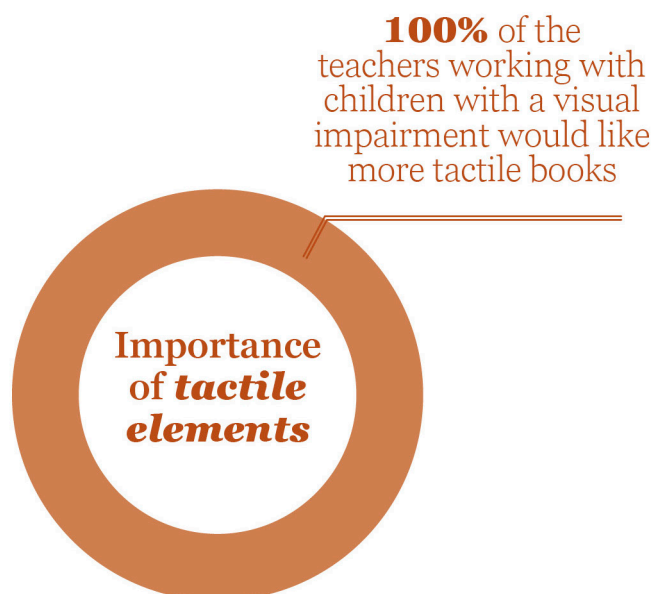 100% of the
teachers working with
children with a visual
impairment would like
more tactile books
Importance
of tactile
elements